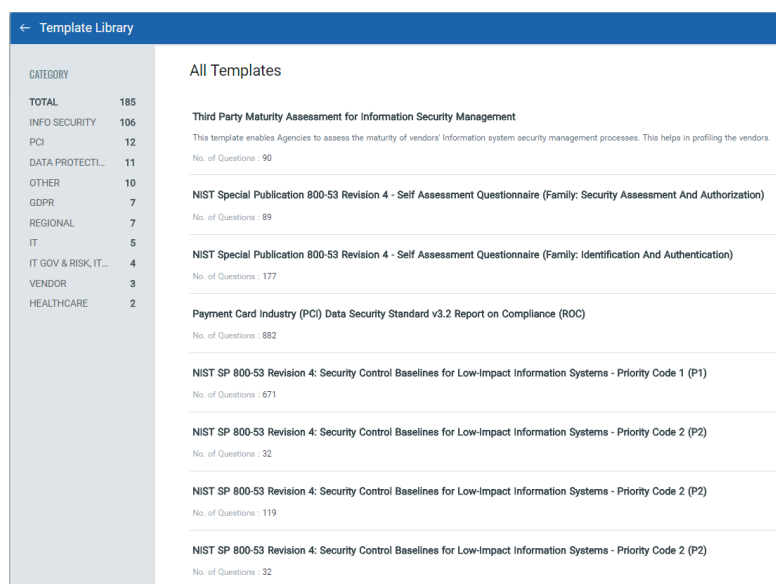 ← Template Library
CATEGORY
TOTAL 185
INFO SECURITY 106
PCI 12
DATA PROTECTI... 11
OTHER 10
GDPR 7
REGIONAL 7
IT 5
IT GOV & RISK, IT... 4
VENDOR 3
HEALTHCARE 2
All Templates
Third Party Maturity Assessment for Information Security Management
This template enables Agencies to assess the maturity of vendors' Information system security management processes. This helps in profiling the vendors.
No. of Questions : 90
NIST Special Publication 800-53 Revision 4 - Self Assessment Questionnaire (Family: Security Assessment And Authorization)
No. of Questions : 89
NIST Special Publication 800-53 Revision 4 - Self Assessment Questionnaire (Family: Identification And Authentication)
No. of Questions : 177
Payment Card Industry (PCI) Data Security Standard v3.2 Report on Compliance (ROC)
No. of Questions : 882
NIST SP 800-53 Revision 4: Security Control Baselines for Low-Impact Information Systems - Priority Code 1 (P1)
No. of Questions : 671
NIST SP 800-53 Revision 4: Security Control Baselines for Low-Impact Information Systems - Priority Code 2 (P2)
No. of Questions : 32
NIST SP 800-53 Revision 4: Security Control Baselines for Low-Impact Information Systems - Priority Code 2 (P2)
No. of Questions : 119
NIST SP 800-53 Revision 4: Security Control Baselines for Low-Impact Information Systems - Priority Code 2 (P2)
No. of Questions : 32